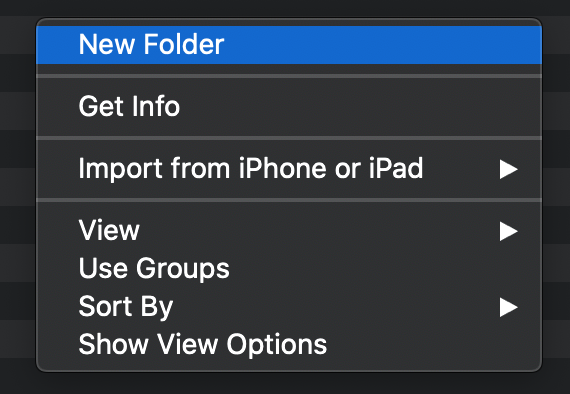 New Folder
Get Info
Import from iPhone or iPad
View
Use Groups
Sort By
Show View Options